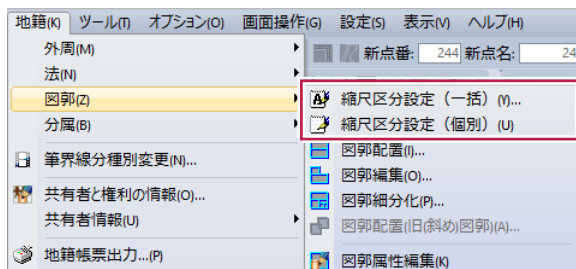 地籍(K) ツール(T) オプション(O) 画面操作(G) 設定(S) 表示(V) ヘルプ(H)
外周(M)
新点番: 244 新点名: 24
法(N)
図郭(Z)
縮尺区分設定（一括）(Y)...
分属(B)
縮尺区分設定（個別）(U)
図郭配置(I)...
筆界線分種別変更(N)...
図郭編集(O)...
共有者と権利の情報(O)...
図郭細分化(P)...
共有者情報(U)
図郭配置(旧(斜め)図郭)(A)...
地籍帳票出力...(P)
図郭属性編集(K)